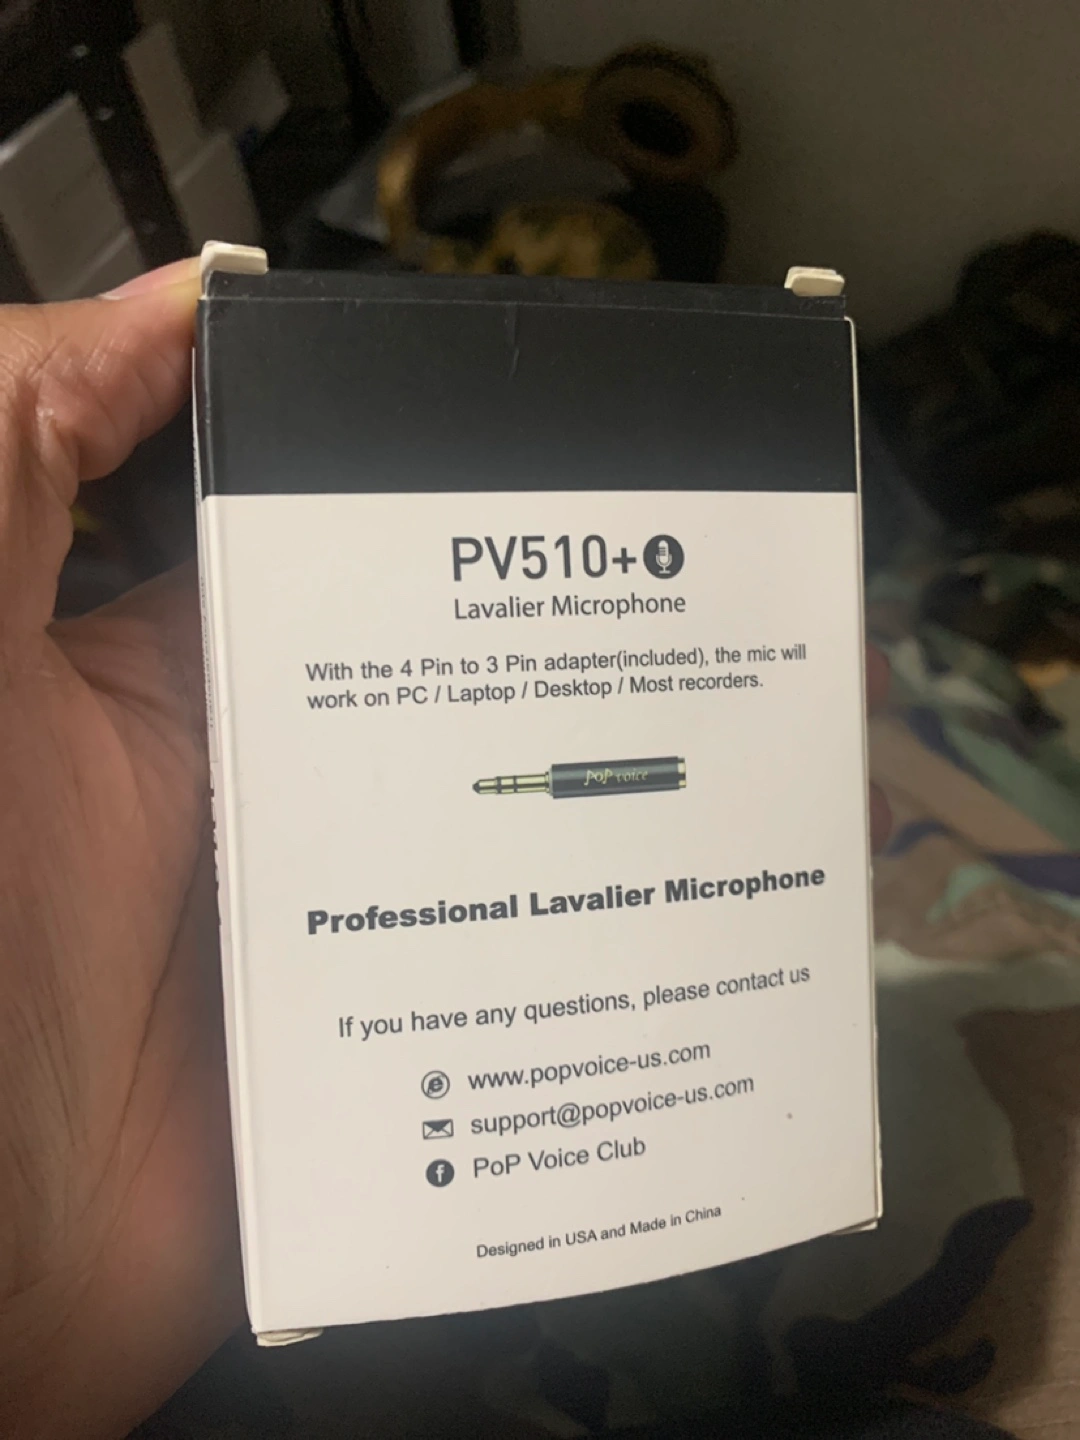 PV510+
Lavalier Microphone
With the 4 Pin to 3 Pin adapter(included), the mic will
work on PC / Laptop / Desktop / Most recorders.
PoP voice
Professional Lavalier Microphone
If you have any questions, please contact us
www.popvoice-us.com
support@popvoice-us.com
PoP Voice Club
Designed in USA and Made in China